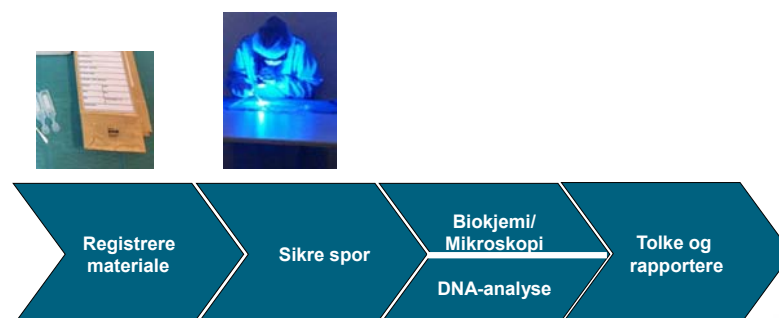 Registrere
materiale
Sikre spor
Biokjemi/
Mikroskopi
DNA-analyse
Tolke og
rapportere